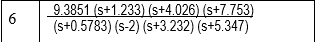 6
9.3851 (s+1.233) (s+4.026) (s+7.753)
(s+0.5783) (s-2) (s+3.232) (s+5.347)